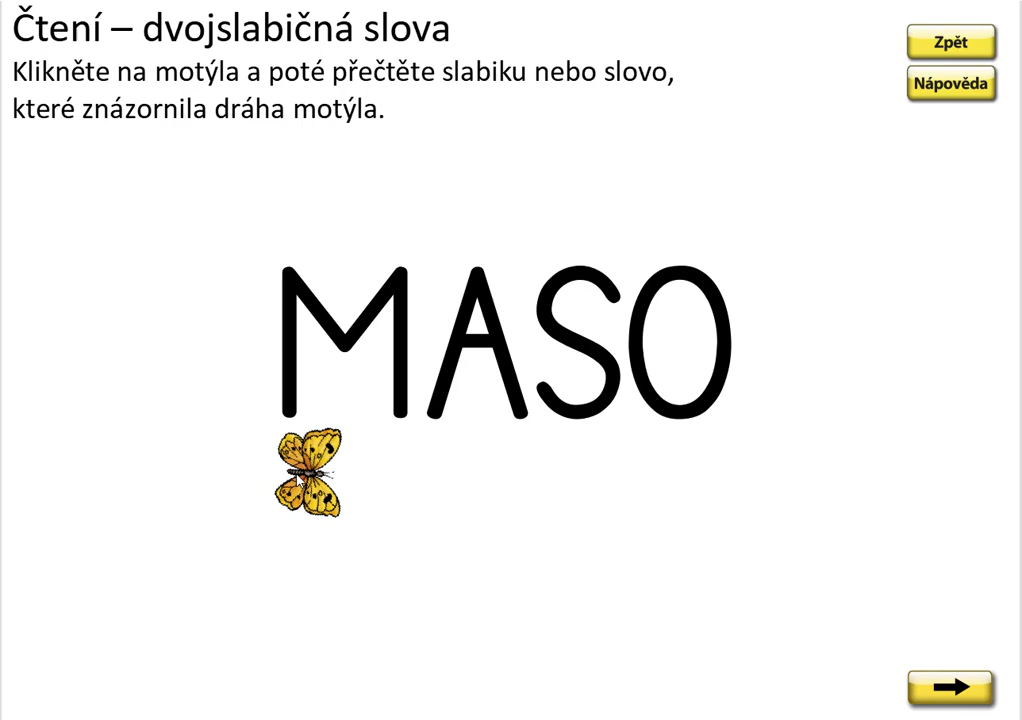 Čtení – dvojslabičná slova
Klikněte na motýla a poté přečtěte slabiku nebo slovo,
které znázornila dráha motýla.
Zpět
Nápověda
MASO